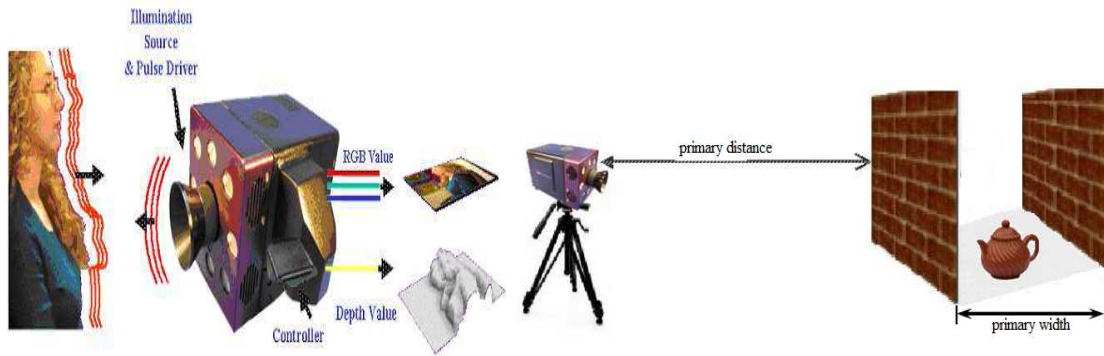 Illumination
Source
& Pulse Driver
RGB Value
primary distance
Depth Value
Controller
primary width